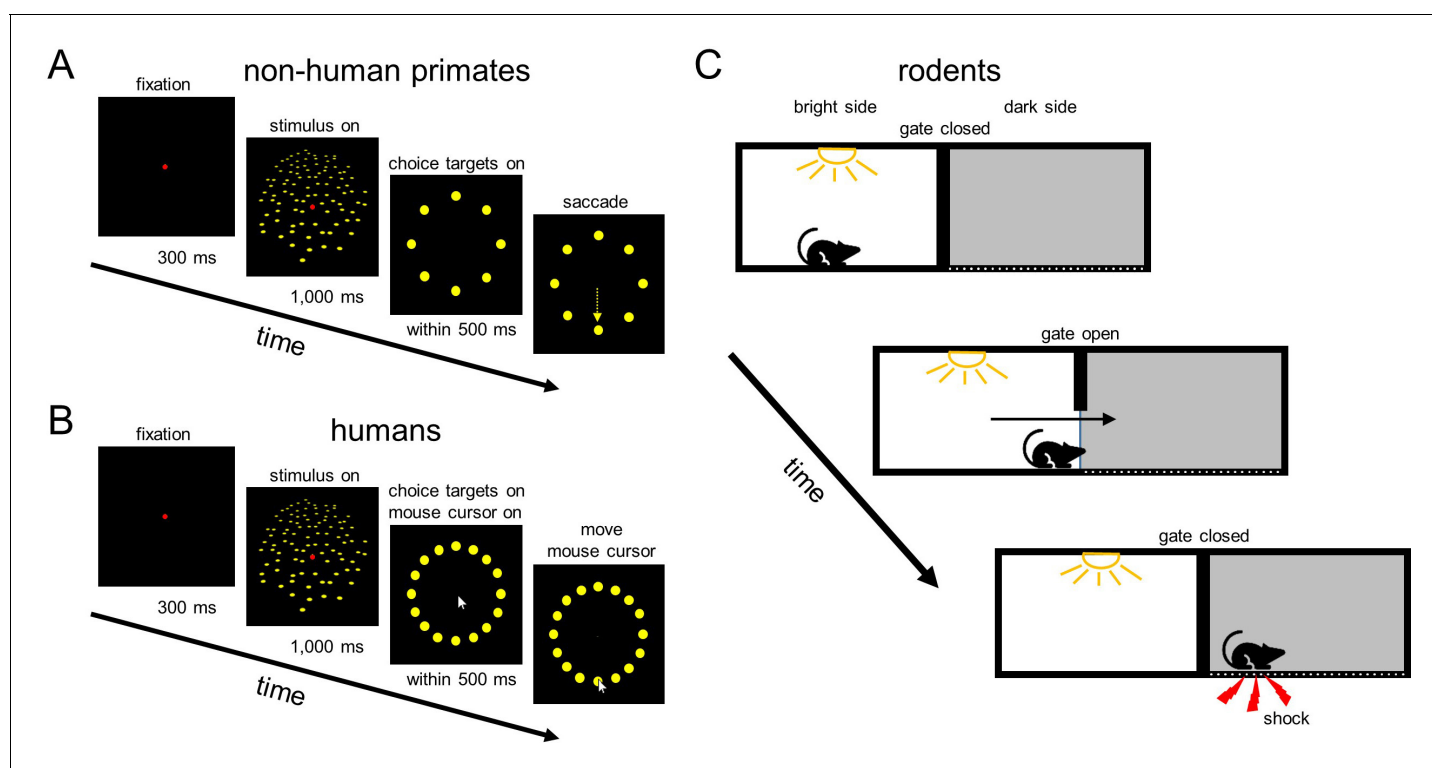 A
non-human primates
fixation
stimulus on
choice targets on
saccade
300 ms
1,000 ms
within 500 ms
time
B
humans
fixation
stimulus on
choice targets on
mouse cursor on
move
mouse cursor
300 ms
1,000 ms
within 500 ms
time
C
rodents
bright side
dark side
gate closed
gate open
time
gate closed
shock